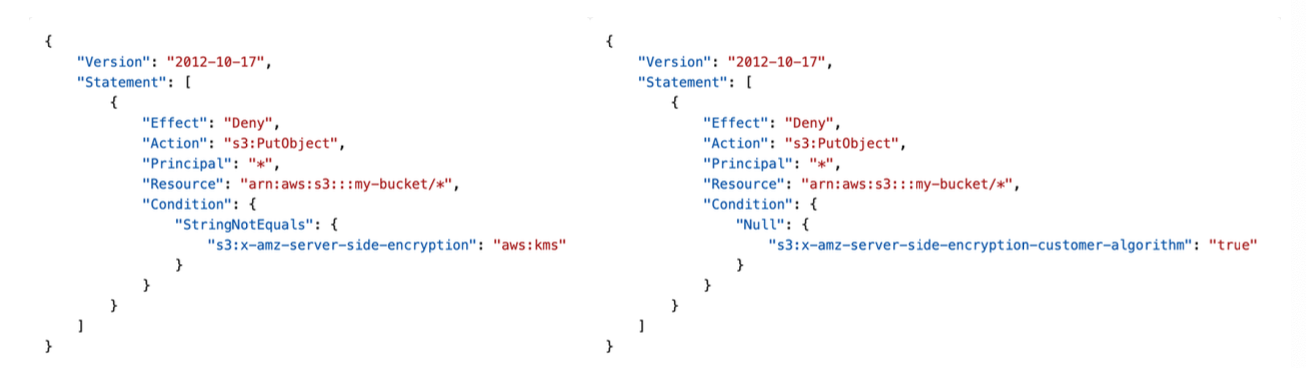 {
    "Version": "2012-10-17",
    "Statement": [
        {
            "Effect": "Deny",
            "Action": "s3:PutObject",
            "Principal": "*",
            "Resource": "arn:aws:s3:::my-bucket/*",
            "Condition": {
                "StringNotEquals": {
                    "s3:x-amz-server-side-encryption": "aws:kms"
                }
            }
        }
    ]
}
{
    "Version": "2012-10-17",
    "Statement": [
        {
            "Effect": "Deny",
            "Action": "s3:PutObject",
            "Principal": "*",
            "Resource": "arn:aws:s3:::my-bucket/*",
            "Condition": {
                "Null": {
                    "s3:x-amz-server-side-encryption-customer-algorithm": "true"
                }
            }
        }
    ]
}